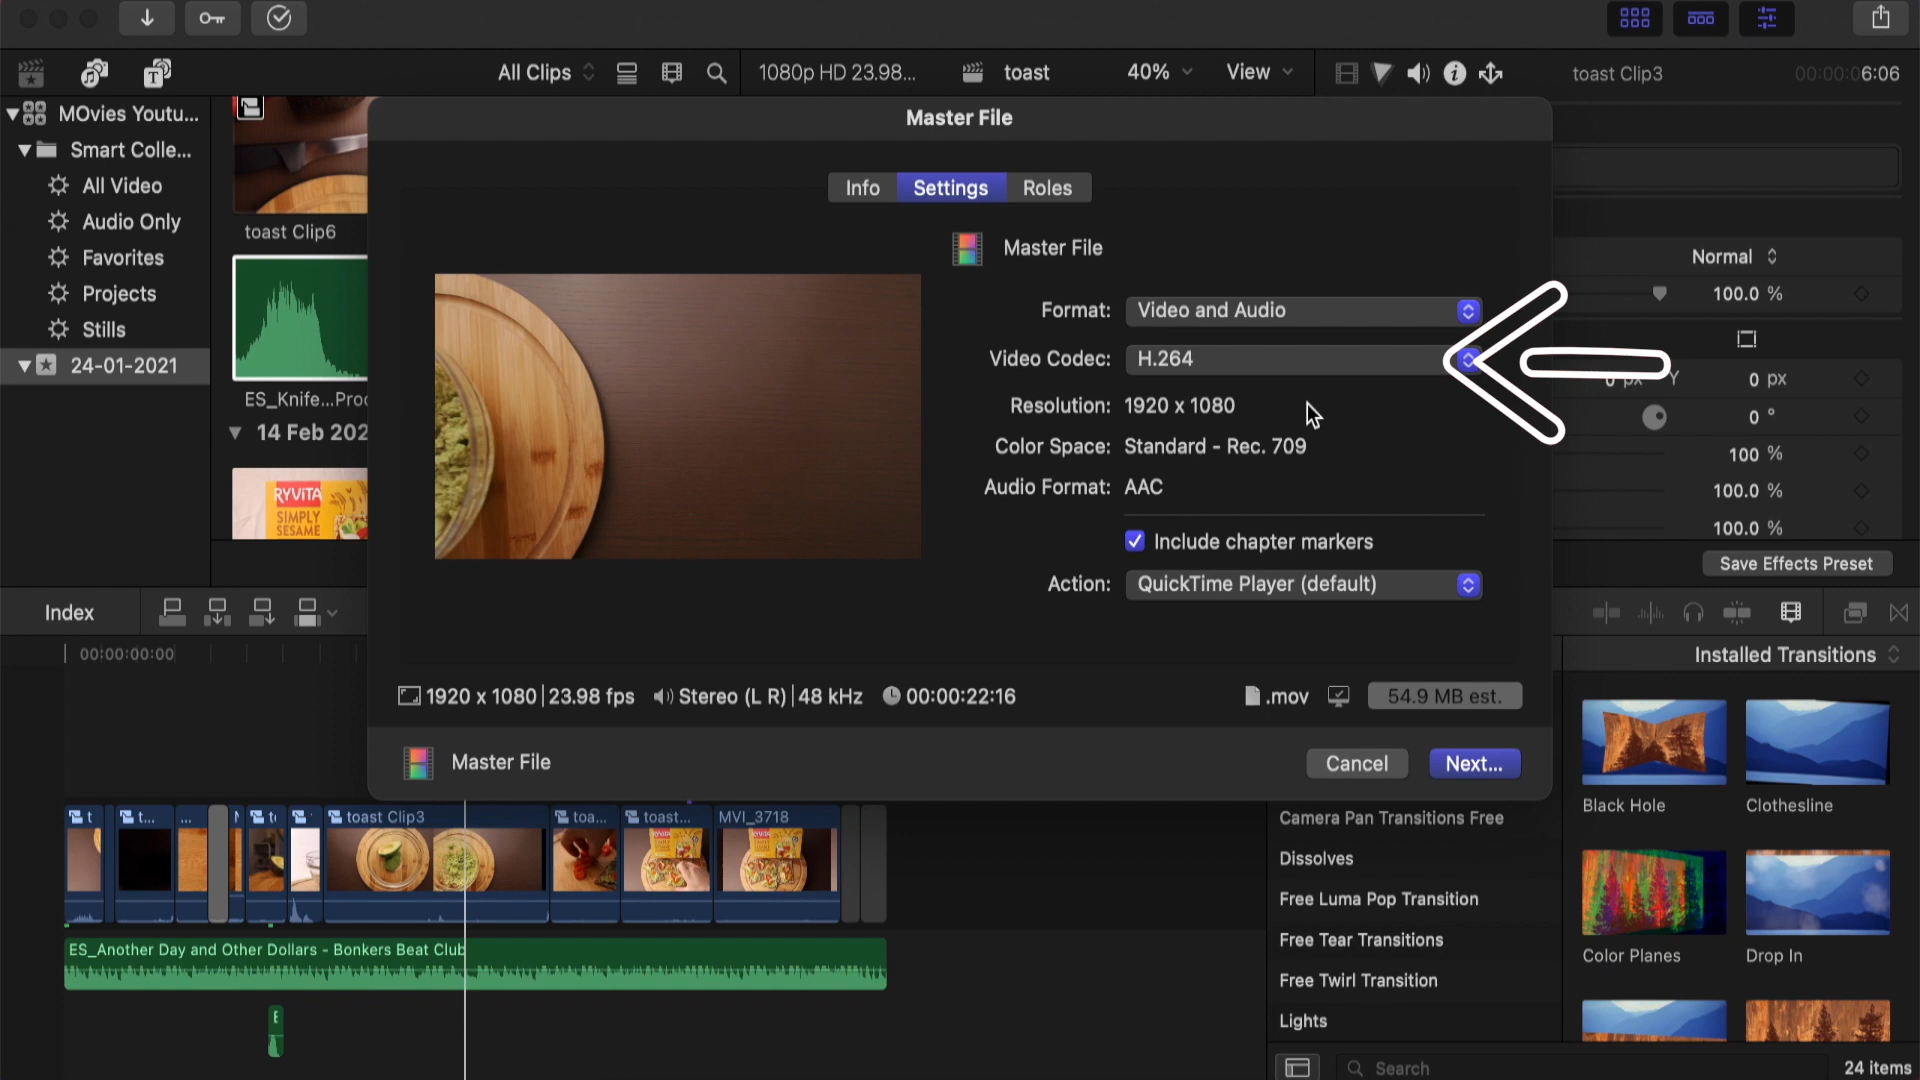 All Clips
1080p HD 23.98...
toast
40%
View
toast Clip3
00:00:06:06
MOvies Youtu...
Smart Colle...
All Video
Audio Only
Favorites
Projects
Stills
24-01-2021
toast Clip6
ES_Knife...Pro
14 Feb 202
RYVITA
SIMPLY
SESAME
Master File
Info
Settings
Roles
Master File
Format: Video and Audio
Video Codec: H.264
Resolution: 1920 x 1080
Color Space: Standard - Rec. 709
Audio Format: AAC
Include chapter markers
Action: QuickTime Player (default)
1920 x 1080 | 23.98 fps
Stereo (L R) | 48 kHz
00:00:22:16
.mov
54.9 MB est.
Master File
Cancel
Next...
Normal
100.0 %
0 px Y 0 px
0 °
100 %
100.0 %
100.0 %
Save Effects Preset
Index
00:00:00:00
Installed Transitions
t
t...
...
toast Clip3
toa...
toast...
MVI_3718
ES_Another Day and Other Dollars - Bonkers Beat Club
E
Camera Pan Transitions Free
Dissolves
Free Luma Pop Transition
Free Tear Transitions
Free Twirl Transition
Lights
Black Hole
Clothesline
Color Planes
Drop In
Search
24 items